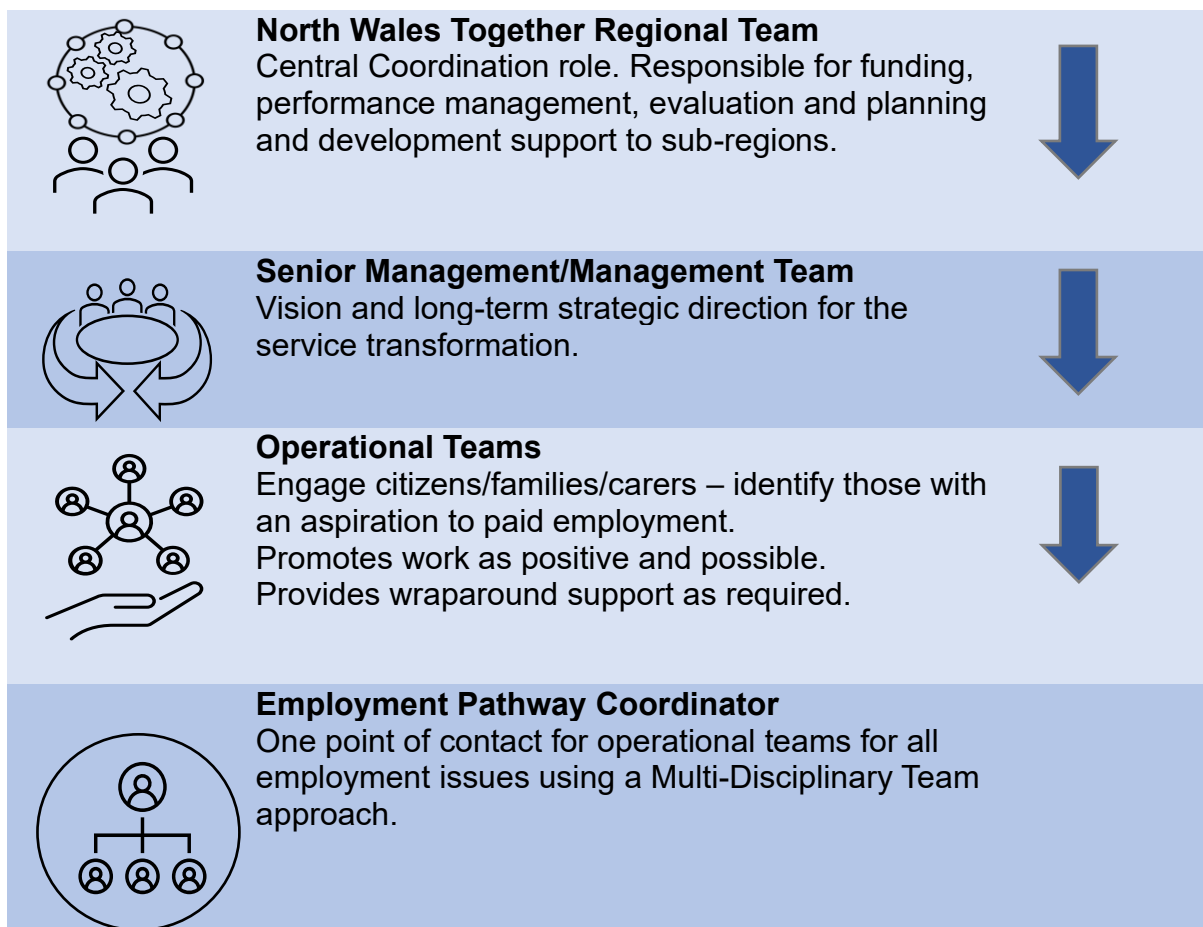 North Wales Together Regional Team
Central Coordination role. Responsible for funding,
performance management, evaluation and planning
and development support to sub-regions.
Senior Management/Management Team
Vision and long-term strategic direction for the
service transformation.
Operational Teams
Engage citizens/families/carers – identify those with
an aspiration to paid employment.
Promotes work as positive and possible.
Provides wraparound support as required.
Employment Pathway Coordinator
One point of contact for operational teams for all
employment issues using a Multi-Disciplinary Team
approach.